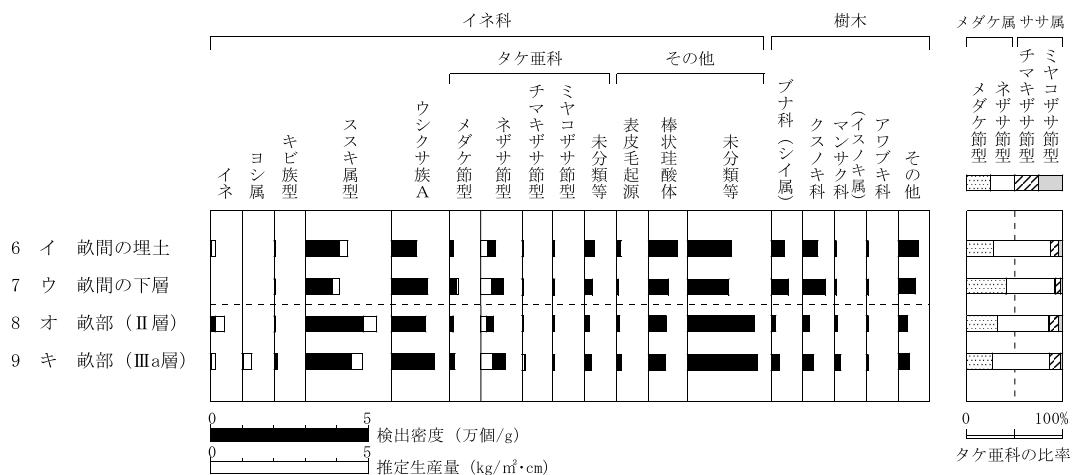 イネ科
樹木
メダケ属 ササ属
タケ亜科
その他
イネ
ヨシ属
キビ族型
ススキ属型
ウシクサ族A
メダケ節型
ネザサ節型
チマキザサ節型
ミヤコザサ節型
未分類等
表皮毛起源
棒状珪酸体
未分類等
ブナ科（シイ属）
クスノキ科
マンサク科
（イスノキ属）
アワブキ科
その他
メダケ節型
ネザサ節型
チマキザサ節型
ミヤコザサ節型
6 イ 畝間の埋土
7 ウ 畝間の下層
8 オ 畝部（Ⅱ層）
9 キ 畝部（Ⅲa層）
0 5
検出密度（万個/g）
0 5
推定生産量（kg/㎡･cm）
0 100%
タケ亜科の比率